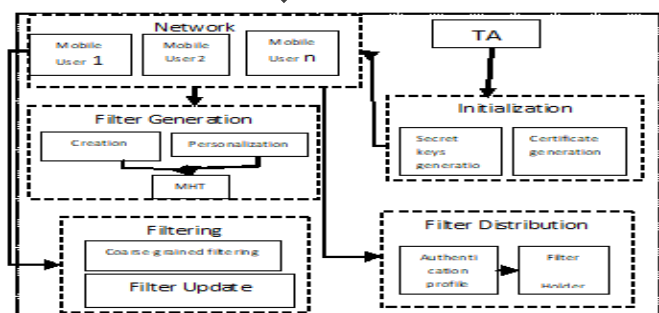 Network
Mobile
User 1
Mobile
User 2
Mobile
User n
TA
Filter Generation
Creation
Personalization
MHT
Initialization
Secret
keys
generatio
Certificate
generation
Filtering
Coarse grained filtering
Filter Update
Filter Distribution
Authenti
cation
profile
Filter
Holder